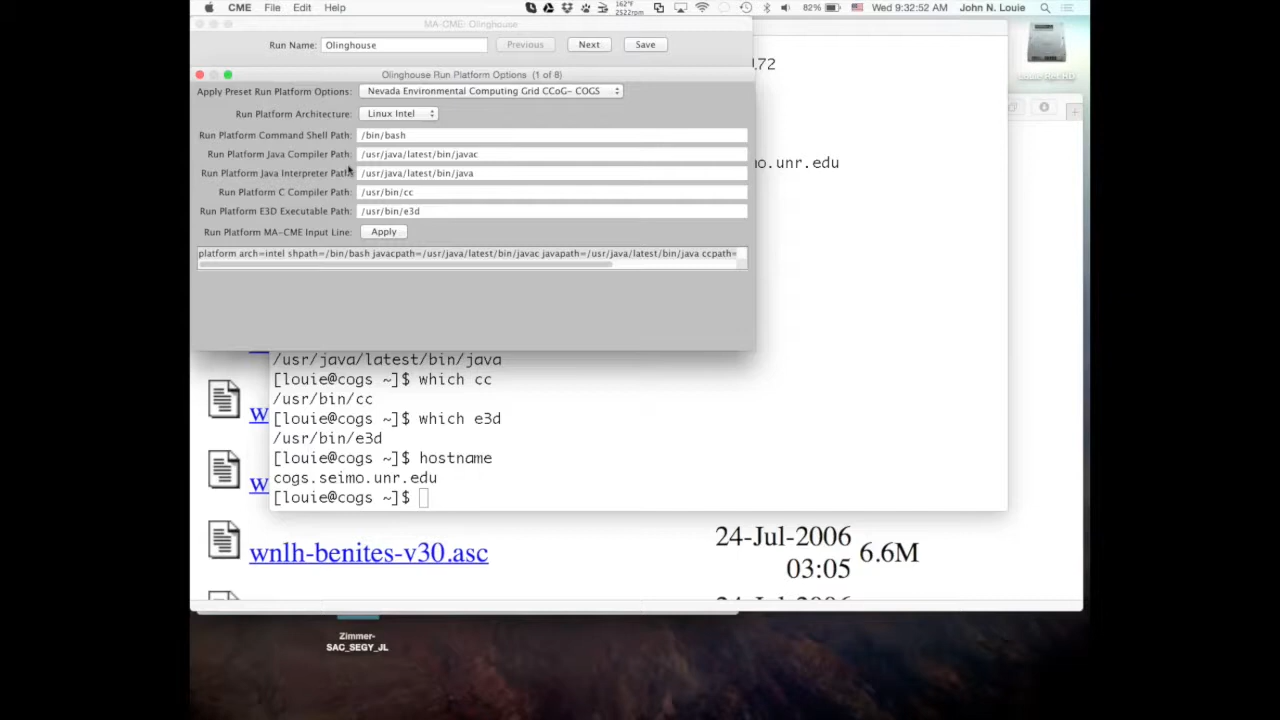 CME File Edit Help
162°F
2522rpm
82% Wed 9:32:52 AM John N. Louie
MA-CME: Olinghouse
Run Name: Olinghouse Previous Next Save
Olinghouse Run Platform Options (1 of 8)
Apply Preset Run Platform Options: Nevada Environmental Computing Grid CCoG- COGS
Run Platform Architecture: Linux Intel
Run Platform Command Shell Path: /bin/bash
Run Platform Java Compiler Path: /usr/java/latest/bin/javac
Run Platform Java Interpreter Path: /usr/java/latest/bin/java
Run Platform C Compiler Path: /usr/bin/cc
Run Platform E3D Executable Path: /usr/bin/e3d
Run Platform MA-CME Input Line: Apply
platform arch=intel shpath=/bin/bash javacpath=/usr/java/latest/bin/javac javapath=/usr/java/latest/bin/java ccpath=
.72
mo.unr.edu
/usr/java/latest/bin/java
[louie@cogs ~]$ which cc
/usr/bin/cc
[louie@cogs ~]$ which e3d
/usr/bin/e3d
[louie@cogs ~]$ hostname
cogs.seimo.unr.edu
[louie@cogs ~]$
w
w
wnlh-benites-v30.asc
24-Jul-2006
03:05
6.6M
Zimmer-
SAC_SEGY_JL